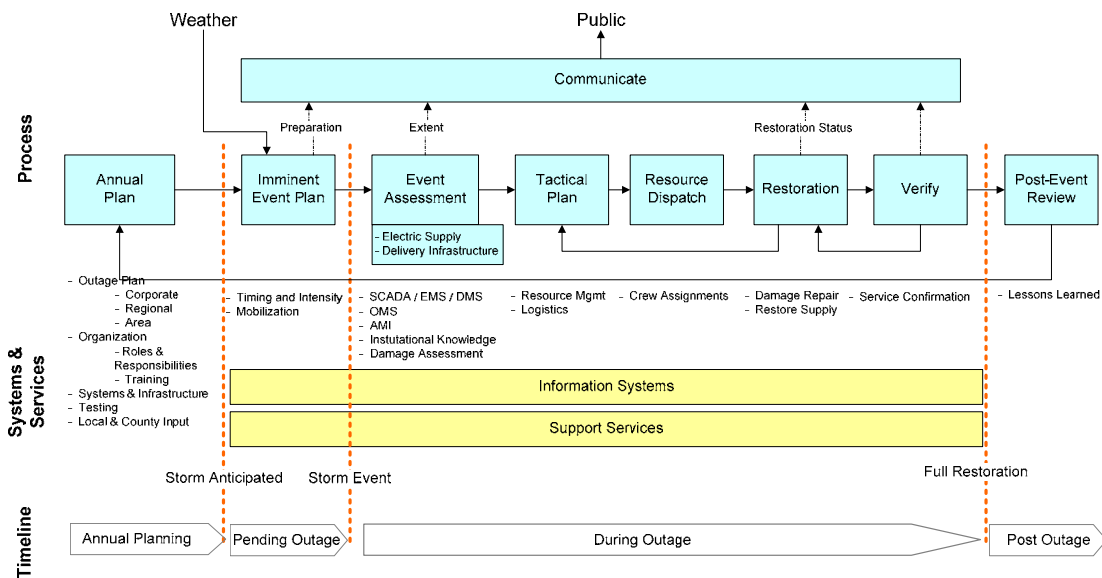 Weather
Public
Communicate
Process
Preparation
Extent
Restoration Status
Annual
Plan
Imminent
Event Plan
Event
Assessment
Tactical
Plan
Resource
Dispatch
Restoration
Verify
Post-Event
Review
- Electric Supply
- Delivery Infrastructure
- Outage Plan
- Corporate
- Regional
- Area
- Organization
- Roles &
Responsibilities
- Training
- Systems & Infrastructure
- Testing
- Local & County Input
- Timing and Intensity
- Mobilization
- SCADA / EMS / DMS
- OMS
- AMI
- Instutational Knowledge
- Damage Assessment
- Resource Mgmt
- Logistics
- Crew Assignments
- Damage Repair
- Restore Supply
- Service Confirmation
- Lessons Learned
Systems &
Services
Information Systems
Support Services
Storm Anticipated
Storm Event
Full Restoration
Timeline
Annual Planning
Pending Outage
During Outage
Post Outage